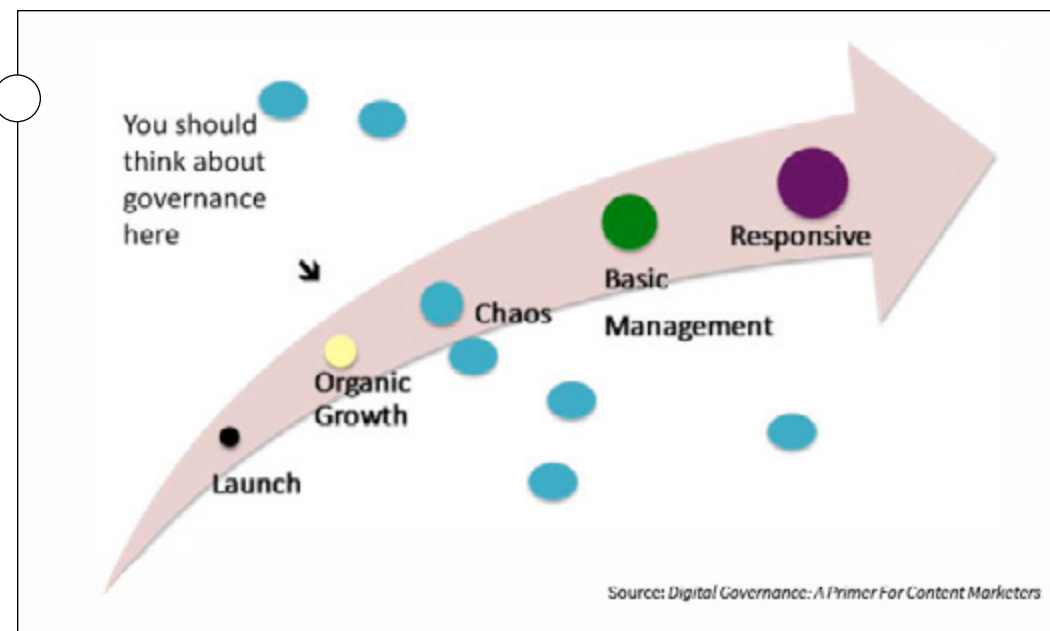 You should
think about
governance
here
Responsive
Basic
Management
Chaos
Organic
Growth
Launch
Source: Digital Governance: A Primer For Content Marketers